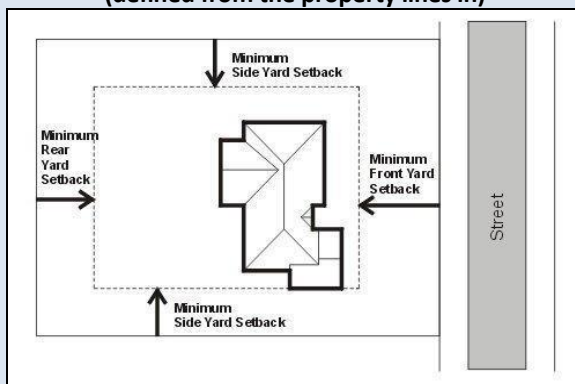 (defined from the property lines in)
Minimum
Side Yard Setback
Minimum
Rear
Yard
Setback
Minimum
Front Yard
Setback
Street
Minimum
Side Yard Setback